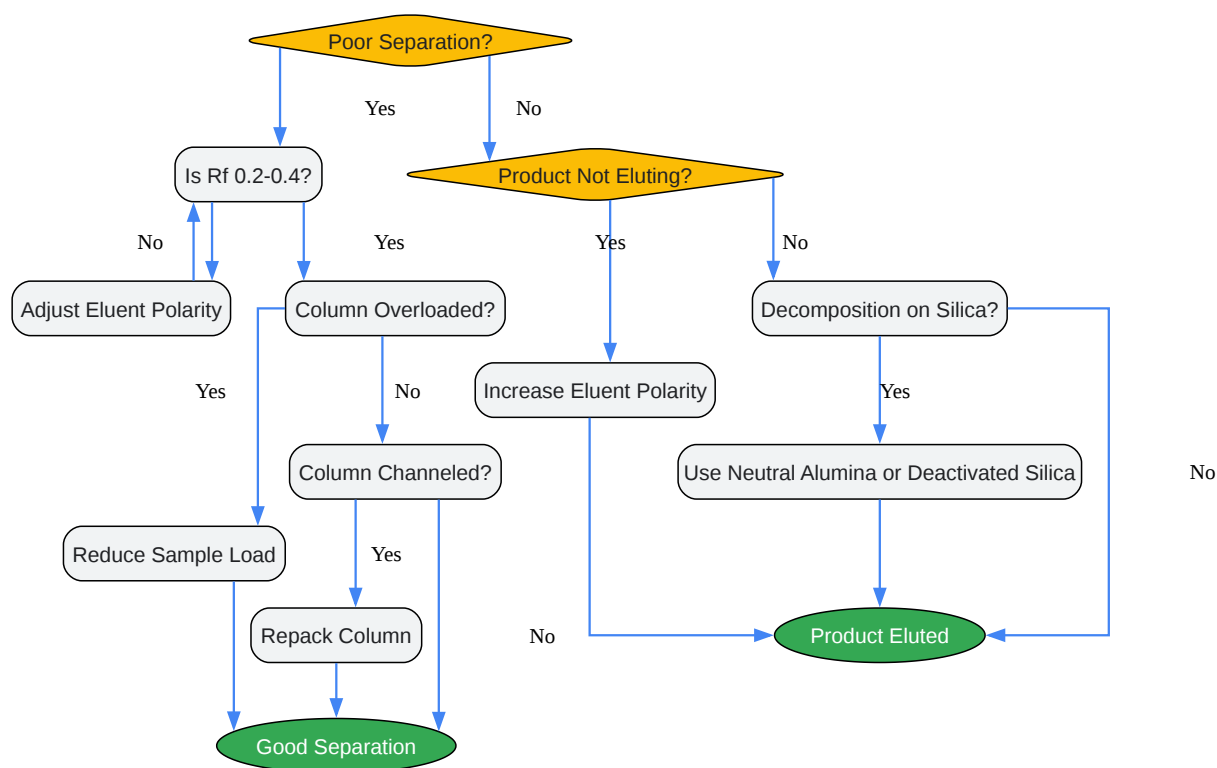 Poor Separation?
Yes
No
Is Rf 0.2-0.4?
Product Not Eluting?
No
Yes
Yes
No
Adjust Eluent Polarity
Column Overloaded?
Decomposition on Silica?
Yes
No
Increase Eluent Polarity
Yes
Column Channeled?
Use Neutral Alumina or Deactivated Silica
No
Reduce Sample Load
Yes
Repack Column
No
Product Eluted
Good Separation